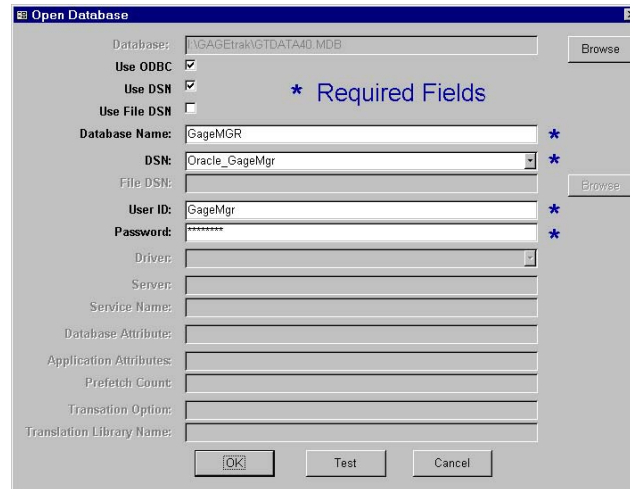 Open Database
Database: I:\GAGEtrak\GTDATA40.MDB Browse
Use ODBC
Use DSN
* Required Fields
Use File DSN
Database Name: GageMGR *
DSN: Oracle_GageMgr *
File DSN: Browse
User ID: GageMgr *
Password: ******** *
Driver:
Server:
Service Name:
Database Attribute:
Application Attributes:
Prefetch Count:
Transation Option:
Translation Library Name:
OK Test Cancel